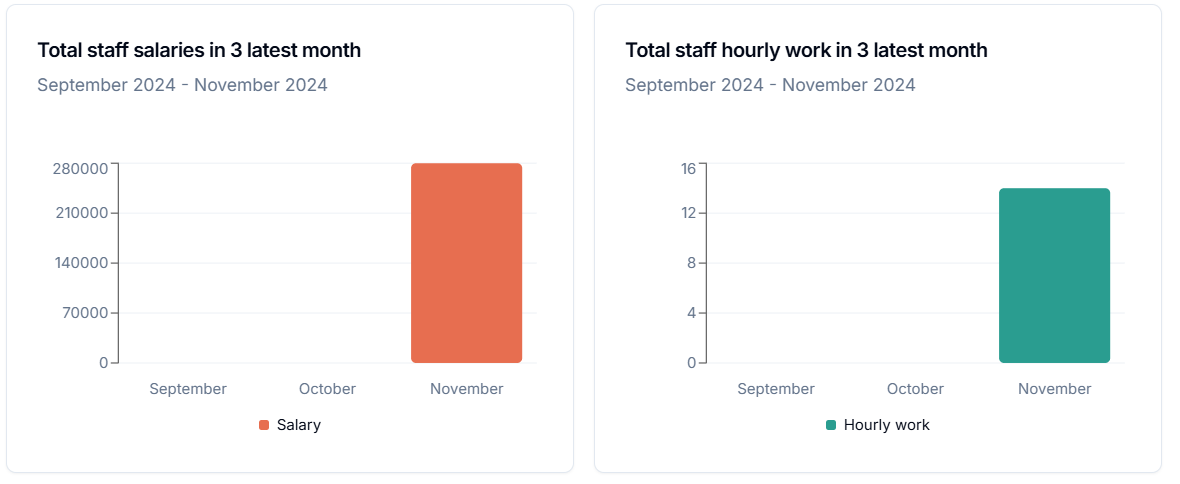 Total staff salaries in 3 latest month
September 2024 - November 2024
280000
210000
140000
70000
0
September October November
Salary
Total staff hourly work in 3 latest month
September 2024 - November 2024
16
12
8
4
0
September October November
Hourly work